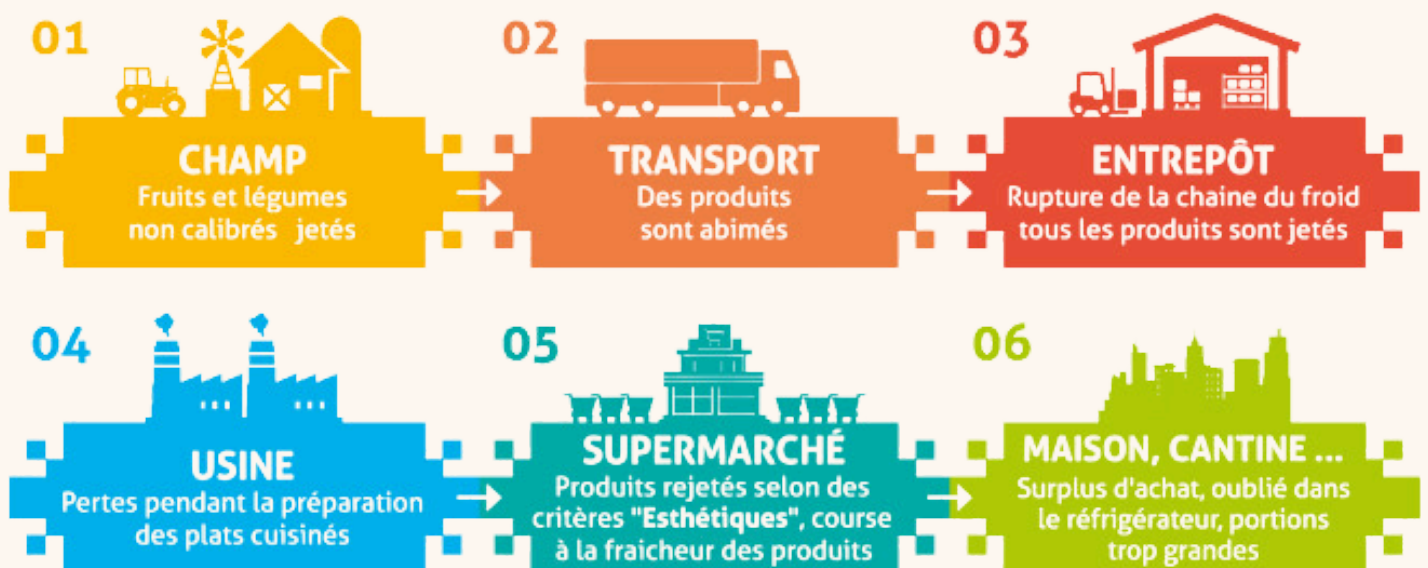 01
CHAMP
Fruits et légumes
non calibrés jetés
02
TRANSPORT
Des produits
sont abimés
03
ENTREPÔT
Rupture de la chaine du froid
tous les produits sont jetés
04
USINE
Pertes pendant la préparation
des plats cuisinés
05
SUPERMARCHÉ
Produits rejetés selon des
critères "Esthétiques", course
à la fraicheur des produits
06
MAISON, CANTINE ...
Surplus d'achat, oublié dans
le réfrigérateur, portions
trop grandes